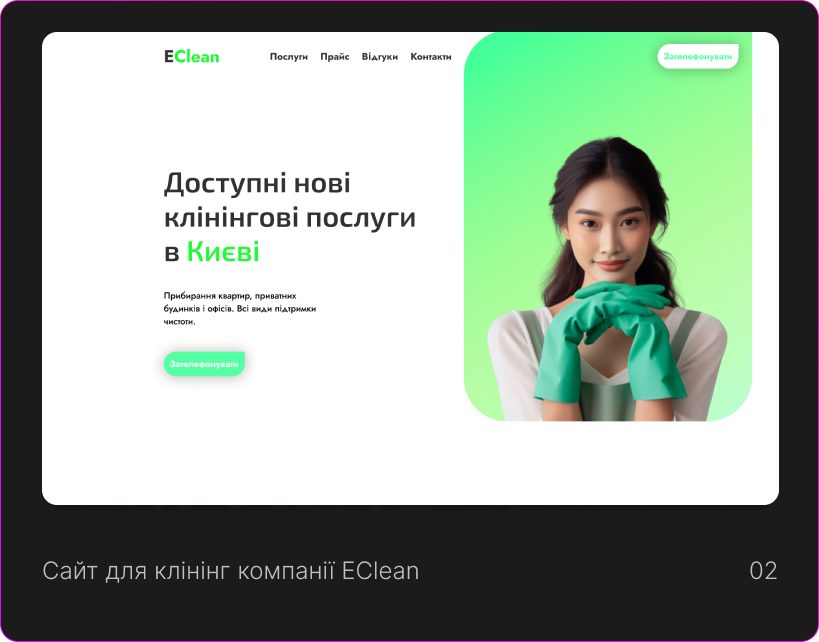 EClean
Послуги Прайс Відгуки Контакти
Зателефонувати
Доступні нові
клінінгові послуги
в Києві
Прибирання квартир, приватних
будинків і офісів. Всі види підтримки
чистоти.
Зателефонувати
Сайт для клінінг компанії EClean
02